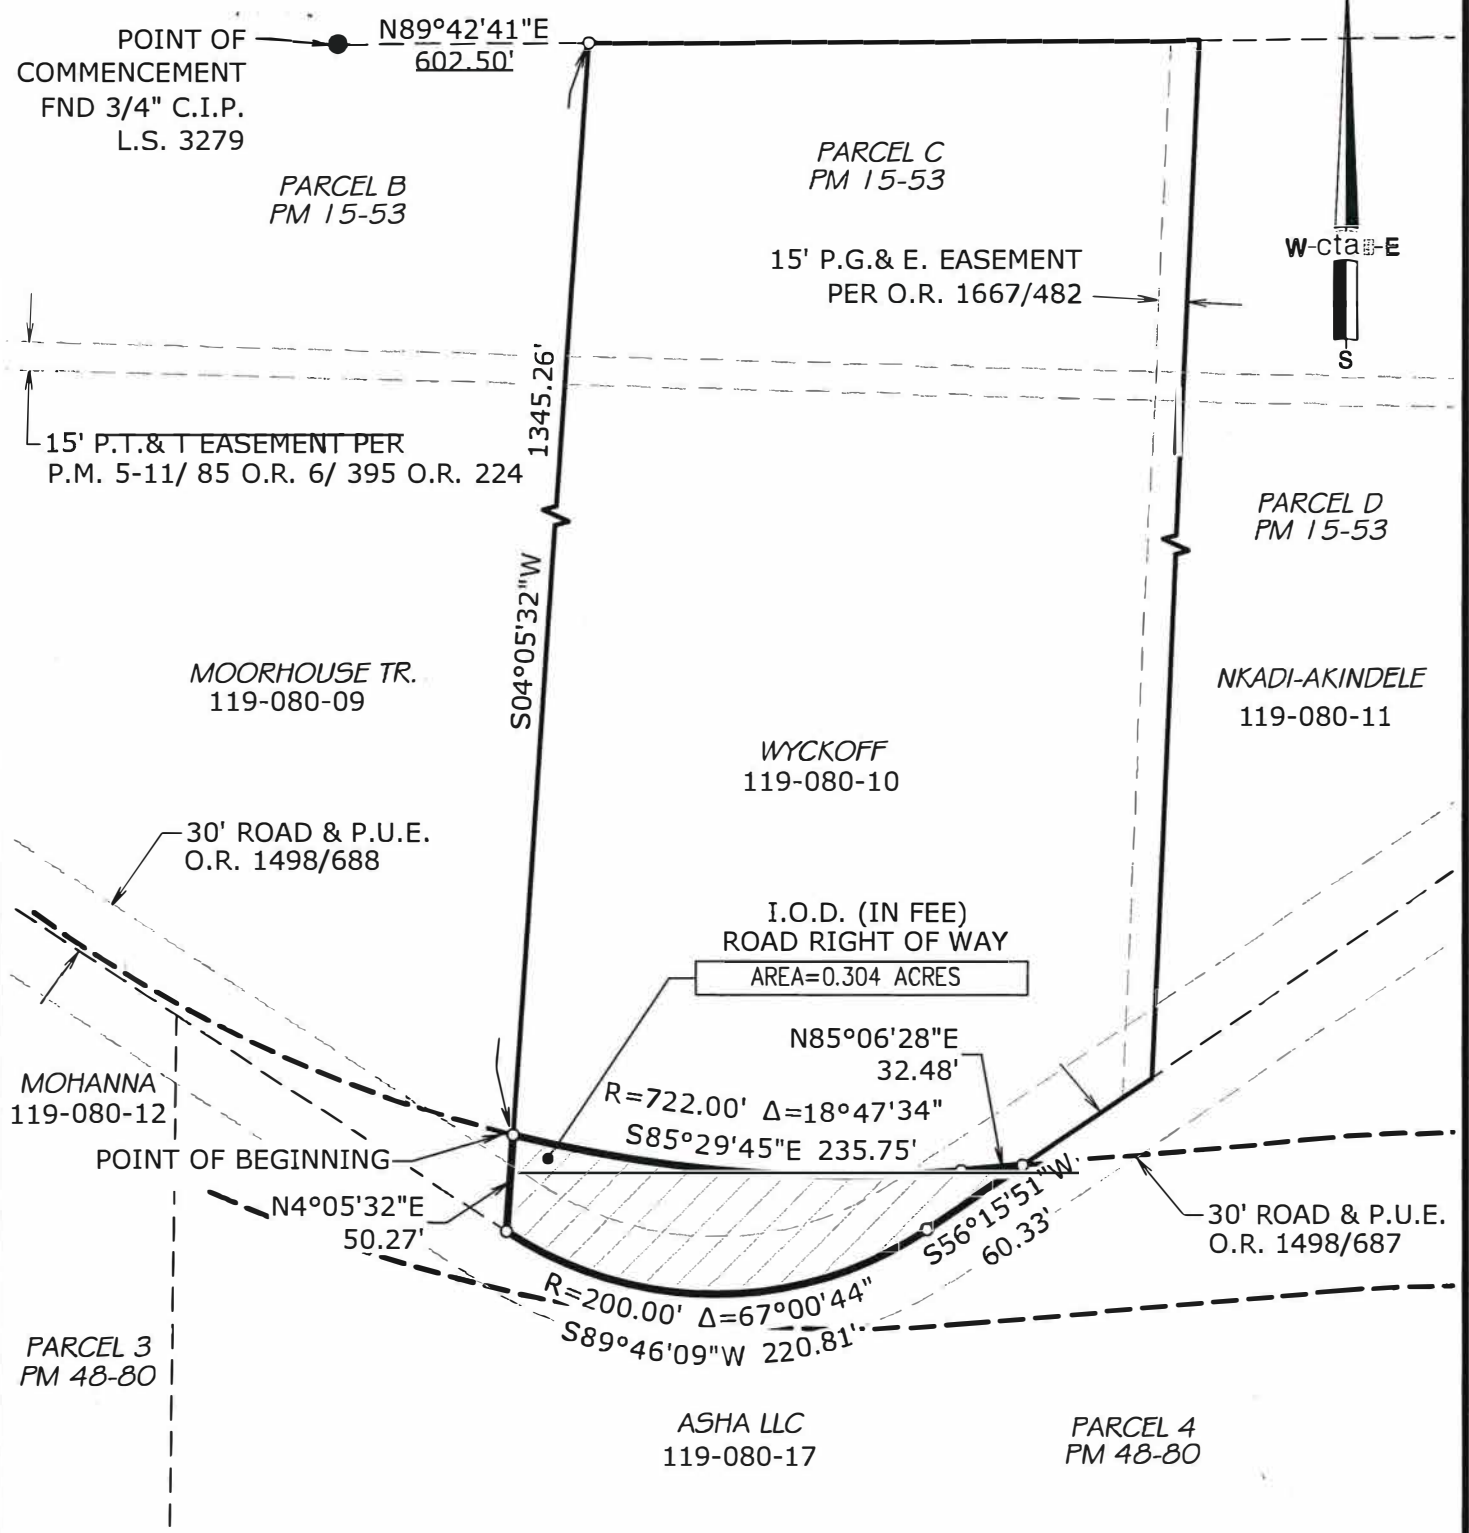 POINT OF
COMMENCEMENT
FND 3/4" C.I.P.
L.S. 3279
N89°42'41"E
602.50'
PARCEL B
PM 15-53
PARCEL C
PM 15-53
W-cta-E
S
15' P.G.& E. EASEMENT
PER O.R. 1667/482
1345.26'
S04°05'32"W
15' P.T.& T EASEMENT PER
P.M. 5-11/ 85 O.R. 6/ 395 O.R. 224
PARCEL D
PM 15-53
MOORHOUSE TR.
119-080-09
NKADI-AKINDELE
119-080-11
WYCKOFF
119-080-10
30' ROAD & P.U.E.
O.R. 1498/688
I.O.D. (IN FEE)
ROAD RIGHT OF WAY
AREA=0.304 ACRES
N85°06'28"E
32.48'
MOHANNA
119-080-12
R=722.00' Δ=18°47'34"
S85°29'45"E 235.75'
POINT OF BEGINNING
N4°05'32"E
50.27'
S56°15'51"W
60.33'
30' ROAD & P.U.E.
O.R. 1498/687
R=200.00' Δ=67°00'44"
S89°46'09"W 220.81'
PARCEL 3
PM 48-80
ASHA LLC
119-080-17
PARCEL 4
PM 48-80